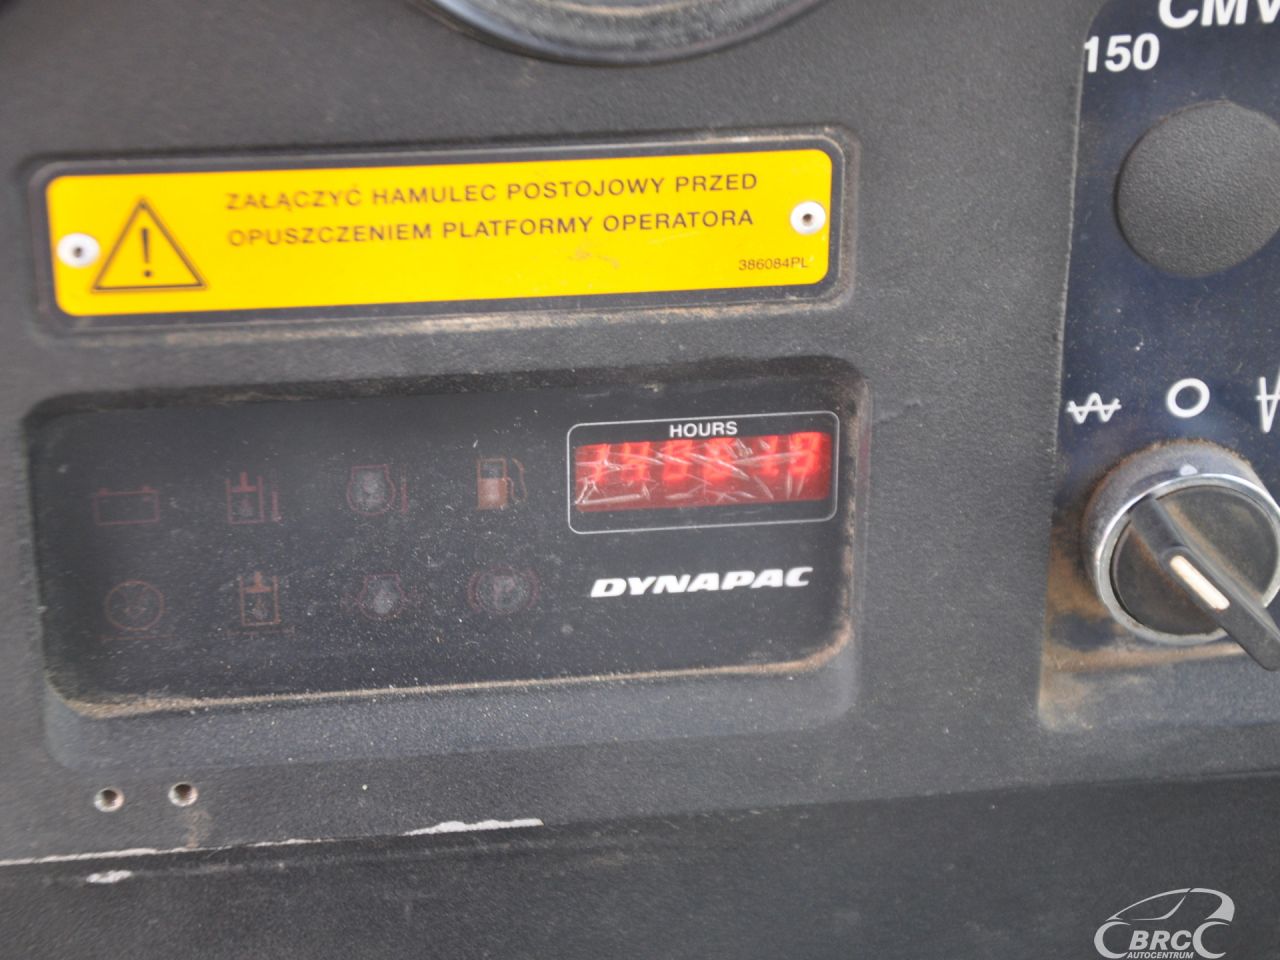 CMV
150
ZAŁĄCZYĆ HAMULEC POSTOJOWY PRZED
OPUSZCZENIEM PLATFORMY OPERATORA
386084PL
HOURS
DYNAPAC
BRC
AUTOCENTRUM